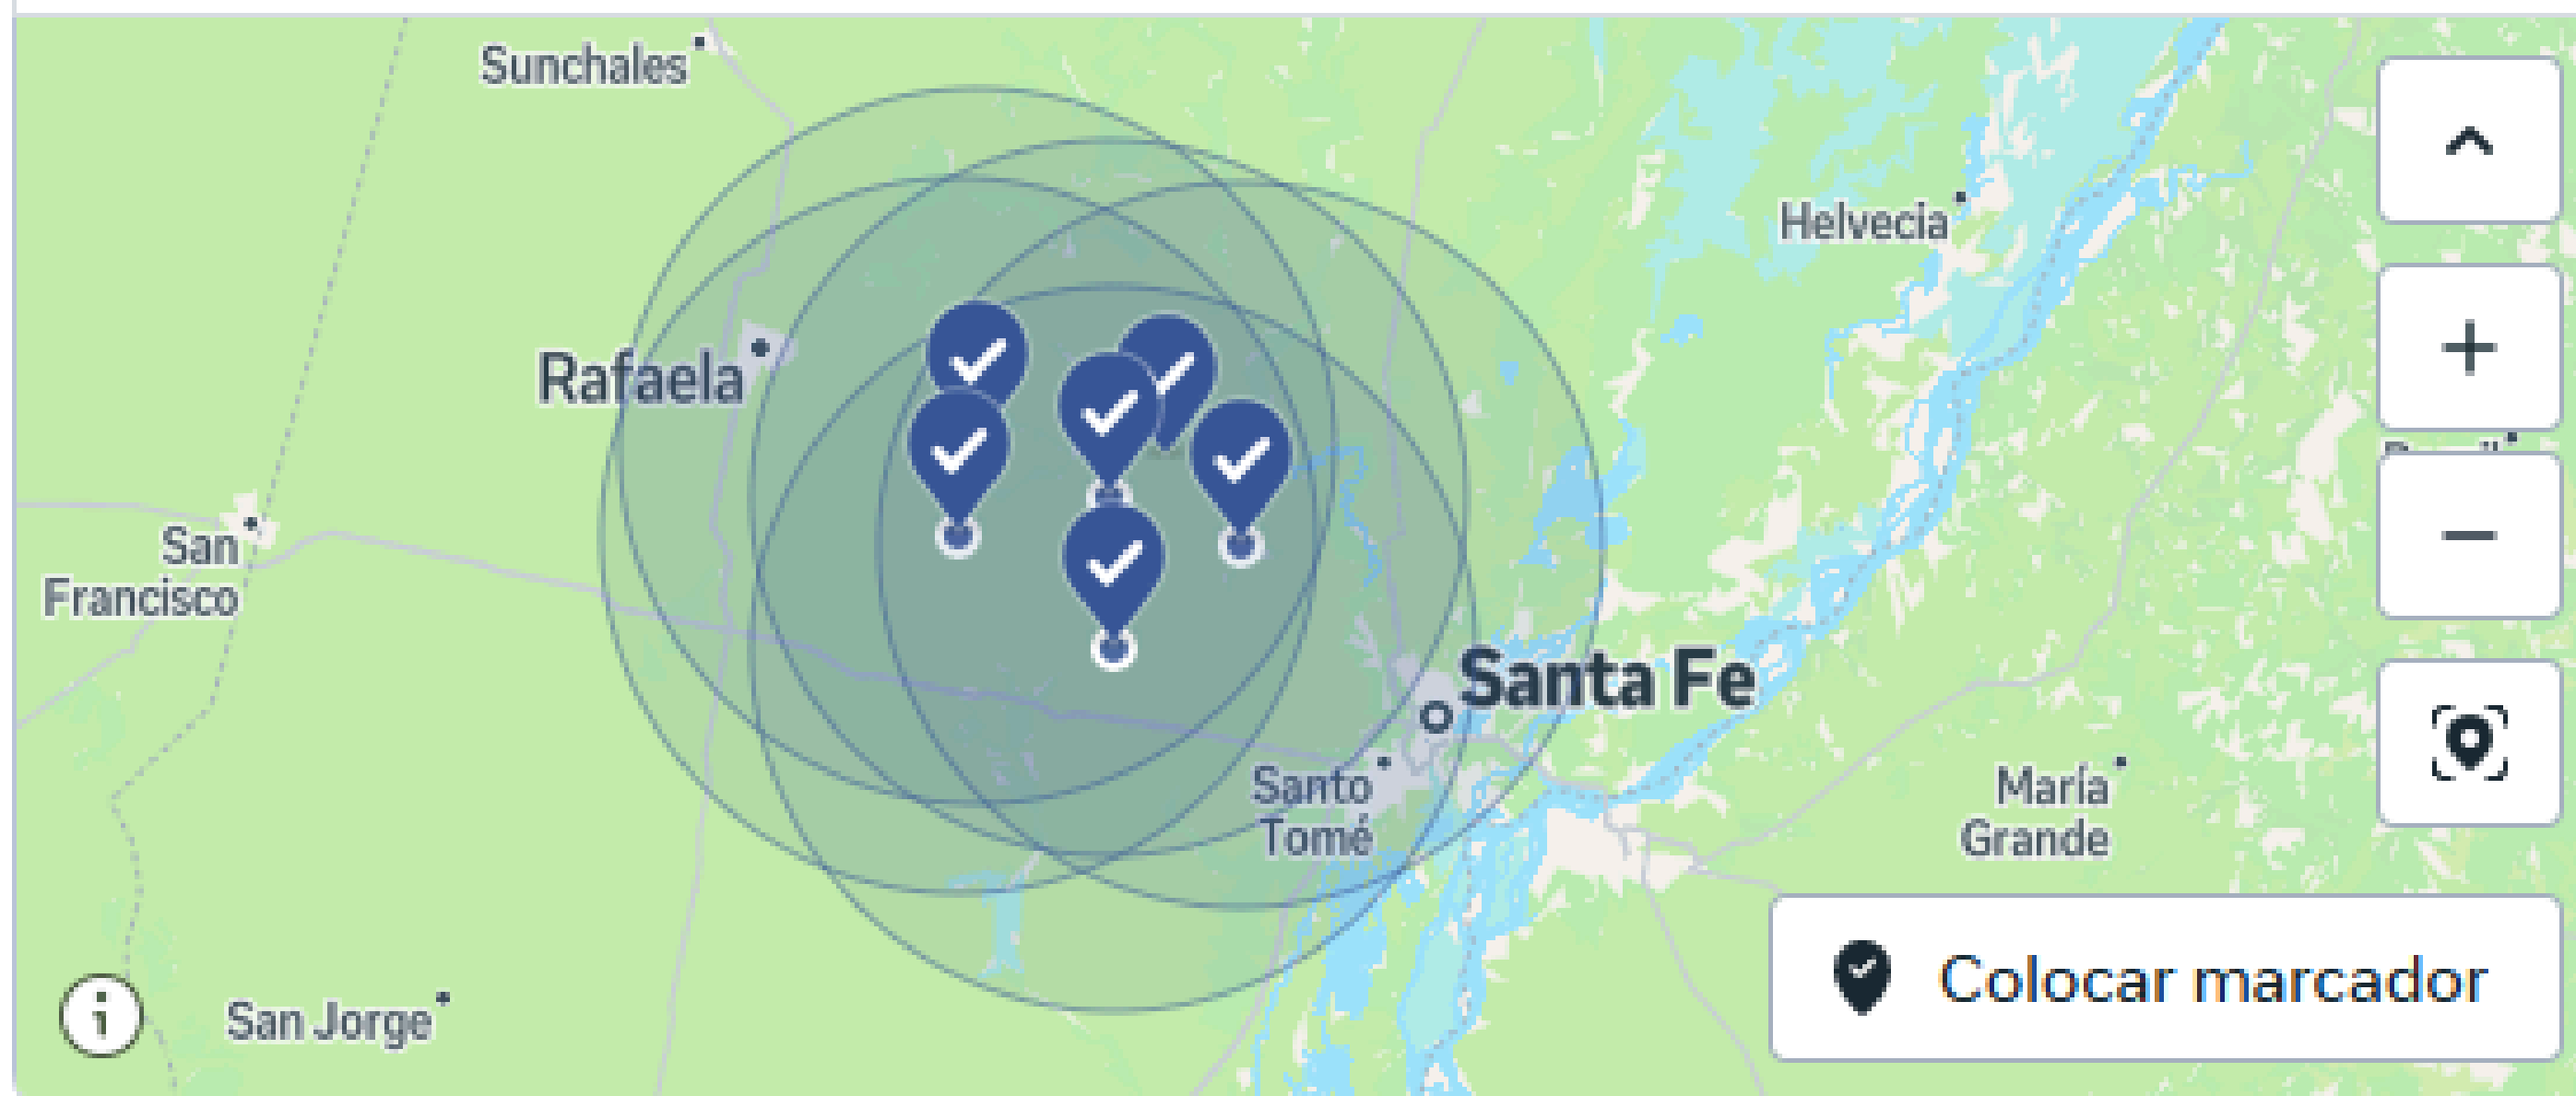 Sunchales
Helvecia
Rafaela
San
Francisco
Santa Fe
Santo
Tomé
María
Grande
Colocar marcador
San Jorge